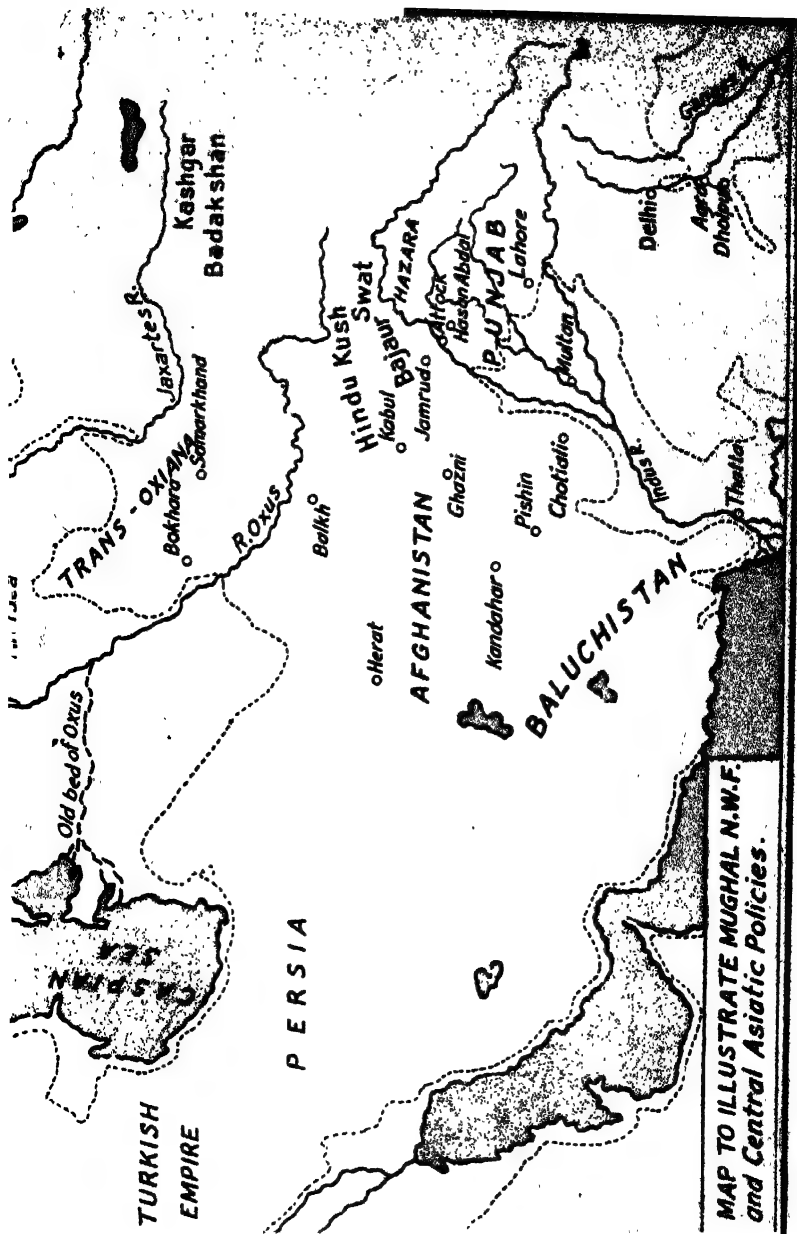 Kashgar
Badakshan
Jaxartes R.
TRANS-OXIANA
Samarkhand
Bokhara
R. Oxus
Old bed of Oxus
CASPIAN
SEA
TURKISH
EMPIRE
PERSIA
Balkh
Herat
AFGHANISTAN
Hindu Kush
Kabul
Swat
Bajaur
Jamrud
HAZARA
Attock
Hasan Abdal
PUNJAB
Lahore
Multan
Ghazni
Pishin
Chotiali
Kandahar
BALUCHISTAN
Indus R.
Thatta
Delhi
Agra
Dholpur
Ganges R.
MAP TO ILLUSTRATE MUGHAL N.W.F.
and Central Asiatic Policies.